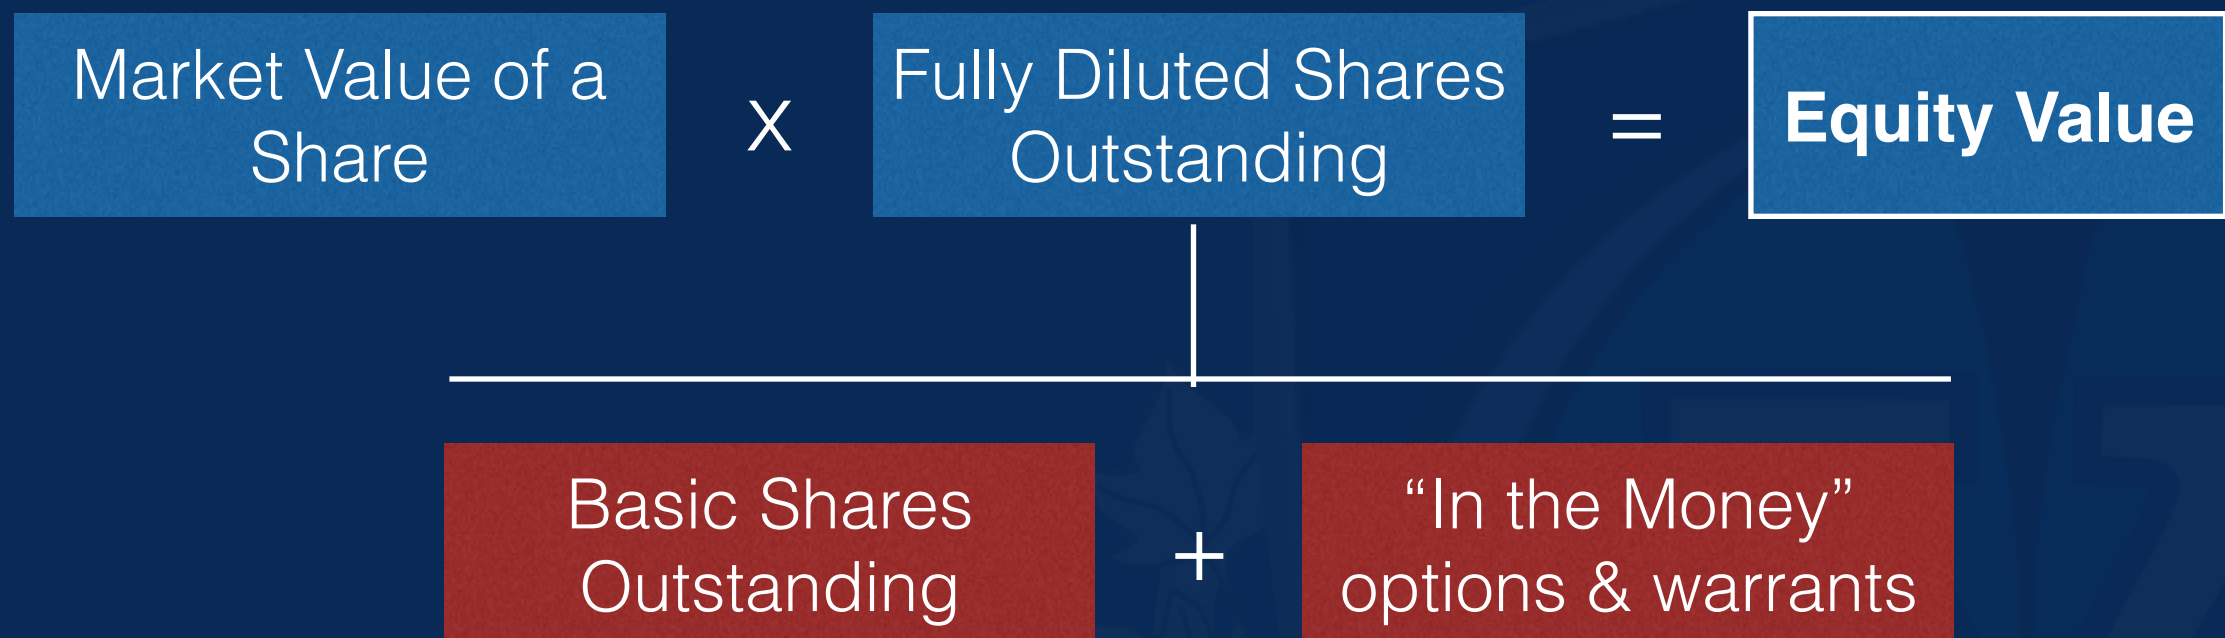 Market Value of a
Share
x
Fully Diluted Shares
Outstanding
=
Equity Value
Basic Shares
Outstanding
+
“In the Money”
options & warrants